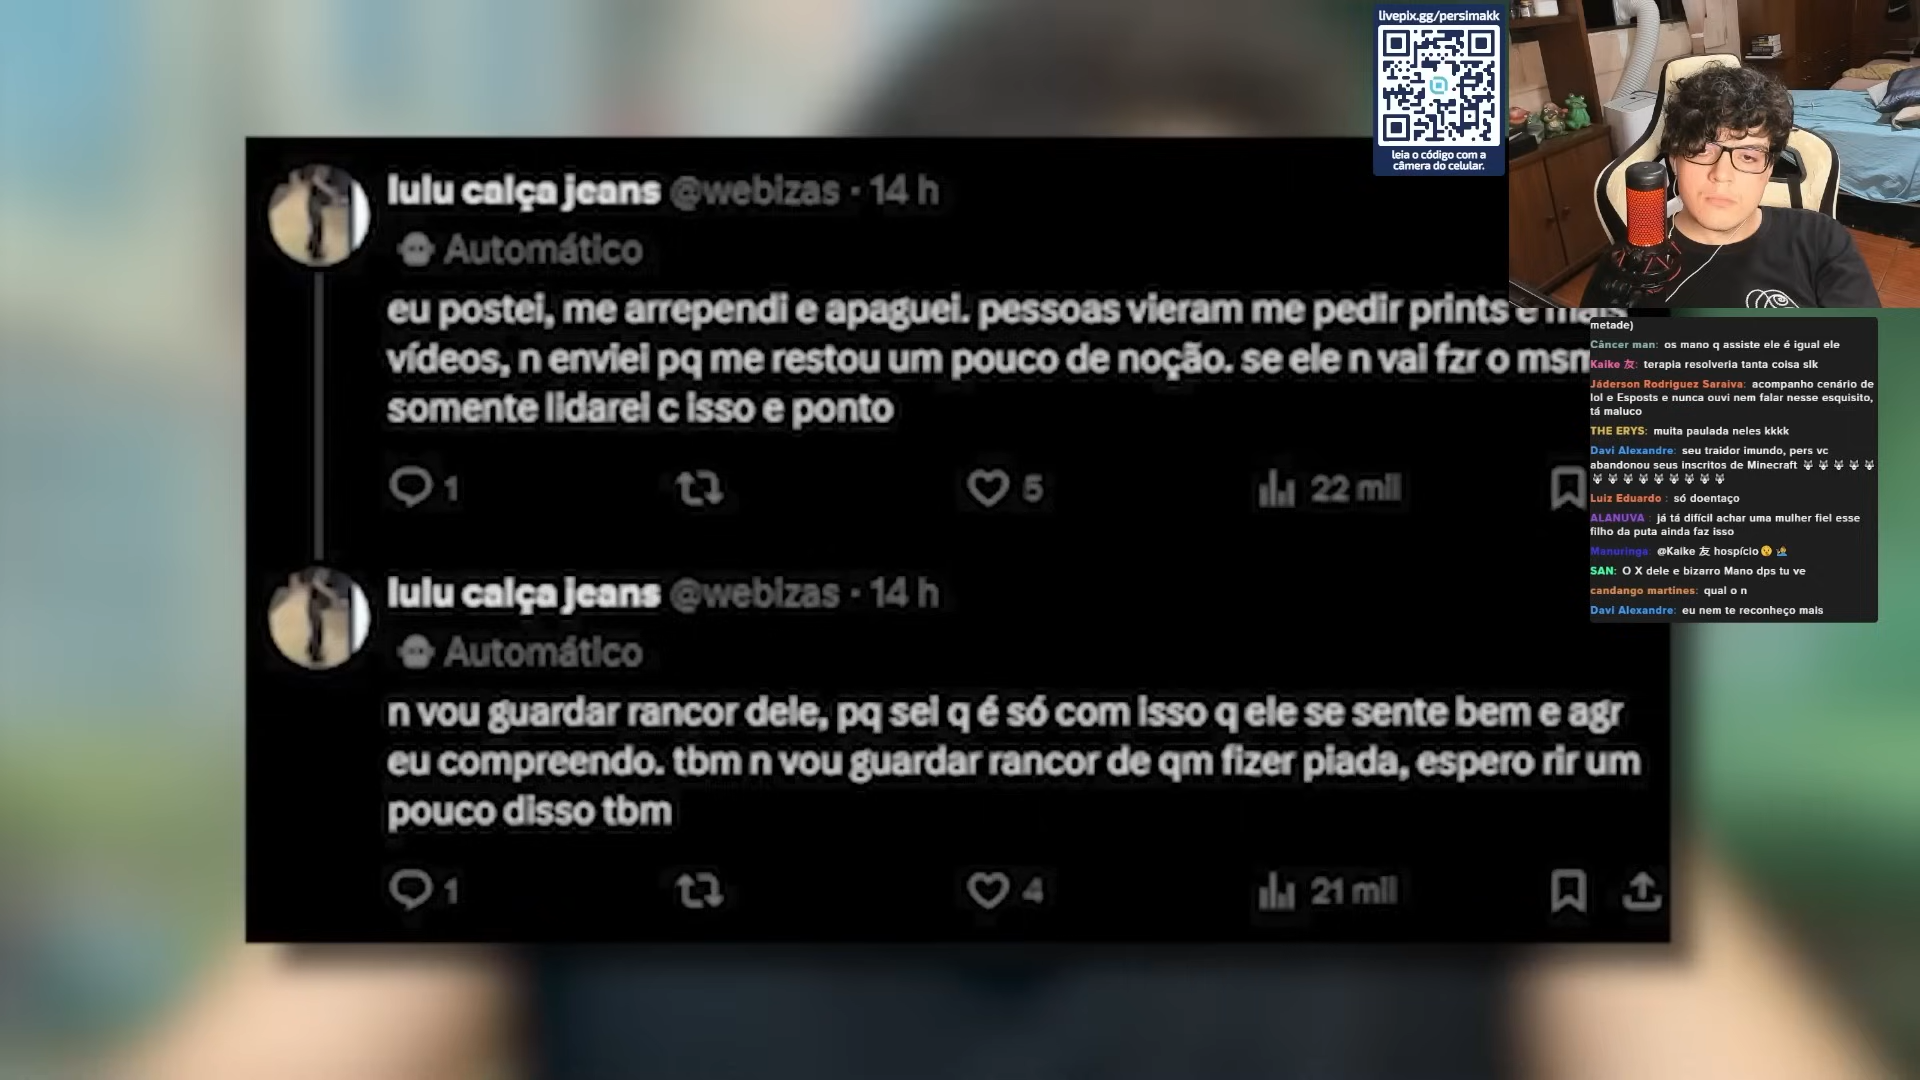 livepix.gg/persimakk
leia o código com a
câmera do celular.
lulu calça jeans @webizas · 14 h
Automático
eu postei, me arrependi e apaguei. pessoas vieram me pedir prints e mais
vídeos, n enviei pq me restou um pouco de noção. se ele n vai fzr o msm
somente lidarei c isso e ponto
1 5 22 mil
lulu calça jeans @webizas · 14 h
Automático
n vou guardar rancor dele, pq sei q é só com isso q ele se sente bem e agr
eu compreendo. tbm n vou guardar rancor de qm fizer piada, espero rir um
pouco disso tbm
1 4 21 mil
metade)
Câncer man: os mano q assiste ele é igual ele
Kaike 友: terapia resolveria tanta coisa slk
Jáderson Rodriguez Saraiva: acompanho cenário de
lol e Esposts e nunca ouvi nem falar nesse esquisito,
tá maluco
THE ERYS: muita paulada neles kkkk
Davi Alexandre: seu traidor imundo, pers vc
abandonou seus inscritos de Minecraft
Luiz Eduardo : só doentaço
ALANUVA : já tá difícil achar uma mulher fiel esse
filho da puta ainda faz isso
Manuringa: @Kaike 友 hospício
SAN: O X dele e bizarro Mano dps tu ve
candango martines: qual o n
Davi Alexandre: eu nem te reconheço mais